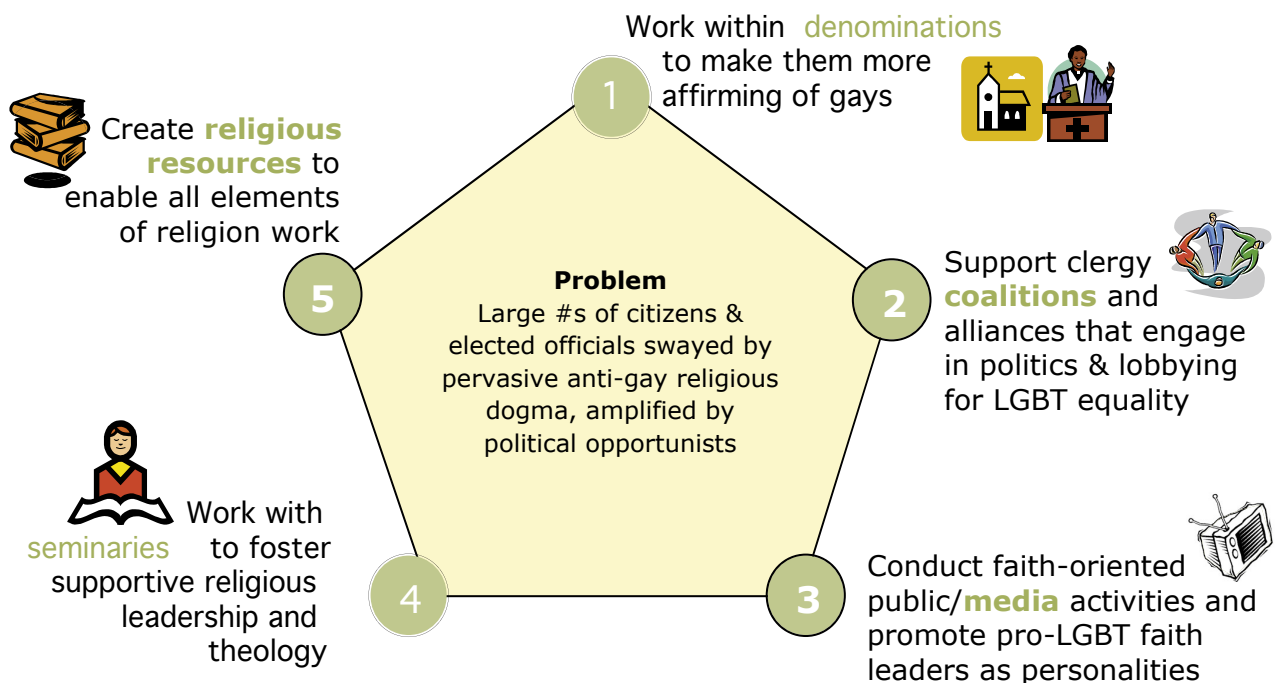 Work within denominations
to make them more
affirming of gays
1
Create religious
resources to
enable all elements
of religion work
5
Problem
Large #s of citizens &
elected officials swayed by
pervasive anti-gay religious
dogma, amplified by
political opportunists
2
Support clergy
coalitions and
alliances that engage
in politics & lobbying
for LGBT equality
Work with
seminaries to foster
supportive religious
leadership and
theology
4
3
Conduct faith-oriented
public/media activities and
promote pro-LGBT faith
leaders as personalities